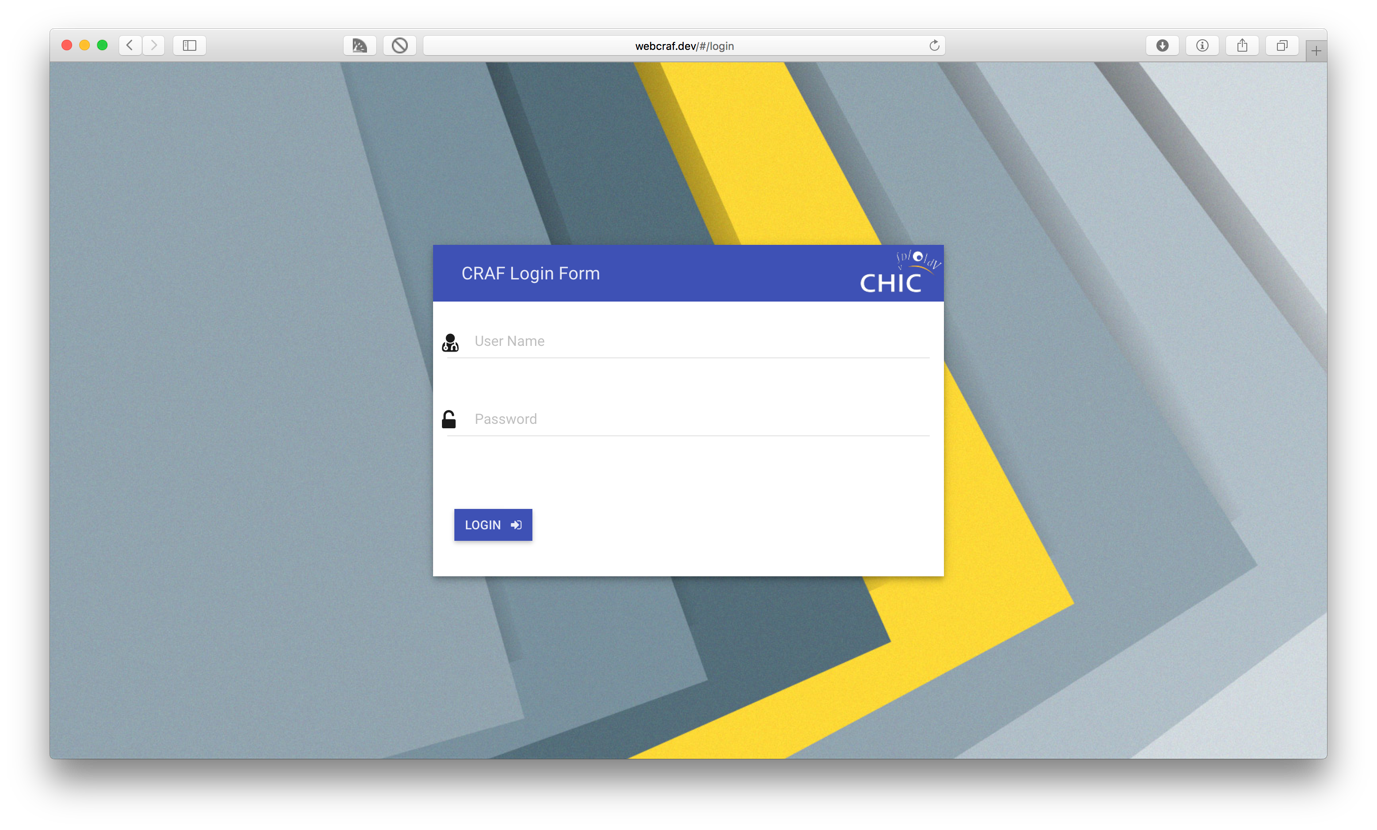 webcraf.dev/#/login
CRAF Login Form
CHIC
User Name
Password
LOGIN